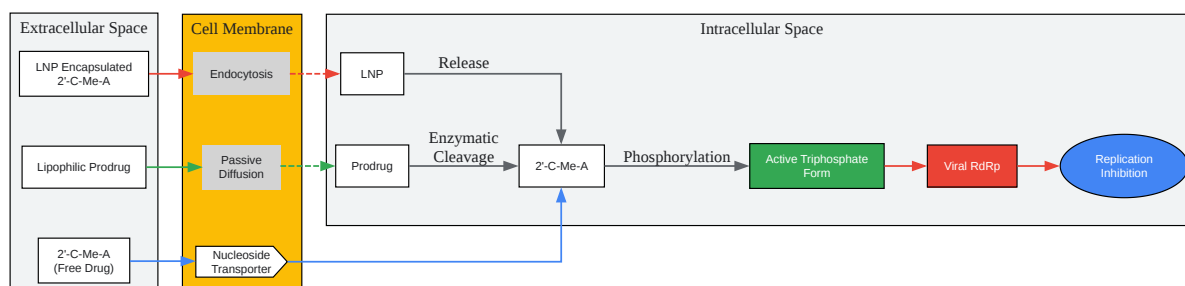 Extracellular Space
Cell Membrane
Intracellular Space
LNP Encapsulated
2'-C-Me-A
Endocytosis
LNP
Release
Lipophilic Prodrug
Passive
Diffusion
Prodrug
Enzymatic
Cleavage
2'-C-Me-A
Phosphorylation
Active Triphosphate
Form
Viral RdRp
Replication
Inhibition
2'-C-Me-A
(Free Drug)
Nucleoside
Transporter